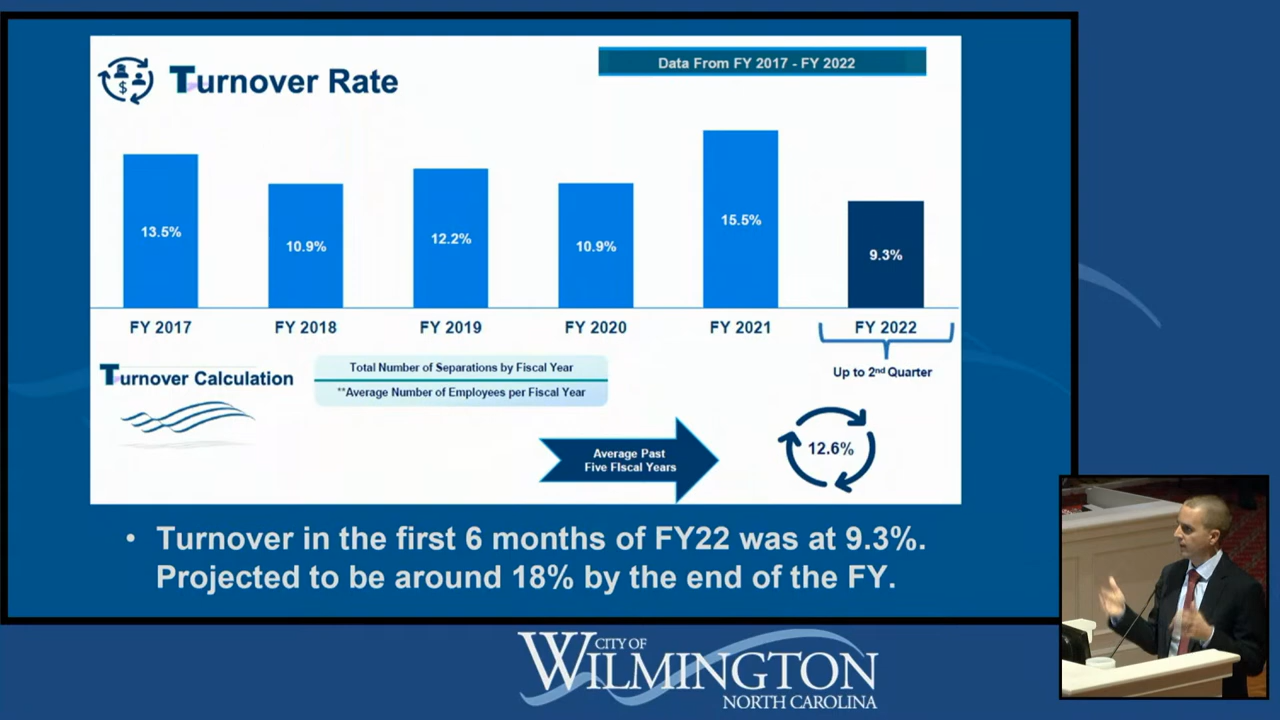 Turnover Rate
Data From FY 2017 - FY 2022
13.5%
10.9%
12.2%
10.9%
15.5%
9.3%
FY 2017
FY 2018
FY 2019
FY 2020
FY 2021
FY 2022
Up to 2nd Quarter
Turnover Calculation
Total Number of Separations by Fiscal Year
**Average Number of Employees per Fiscal Year
Average Past
Five FIscal Years
12.6%
• Turnover in the first 6 months of FY22 was at 9.3%.
Projected to be around 18% by the end of the FY.
CITY OF
WILMINGTON
NORTH CAROLINA